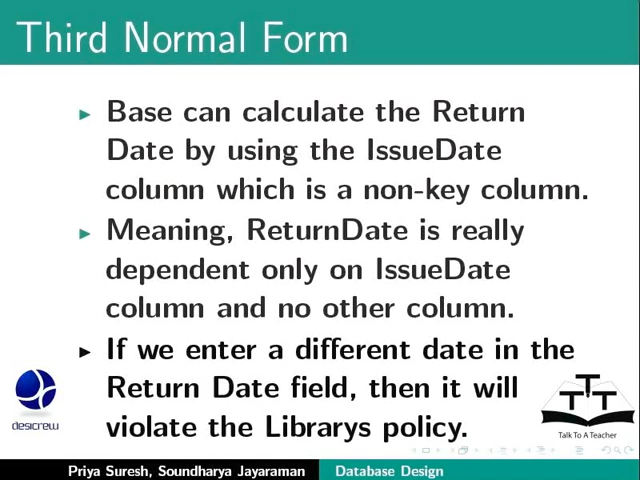 Third Normal Form
Base can calculate the Return
Date by using the IssueDate
column which is a non-key column.
Meaning, ReturnDate is really
dependent only on IssueDate
column and no other column.
If we enter a different date in the
Return Date field, then it will
violate the Librarys policy.
desicrew
T T T
Talk To A Teacher
Priya Suresh, Soundharya Jayaraman Database Design